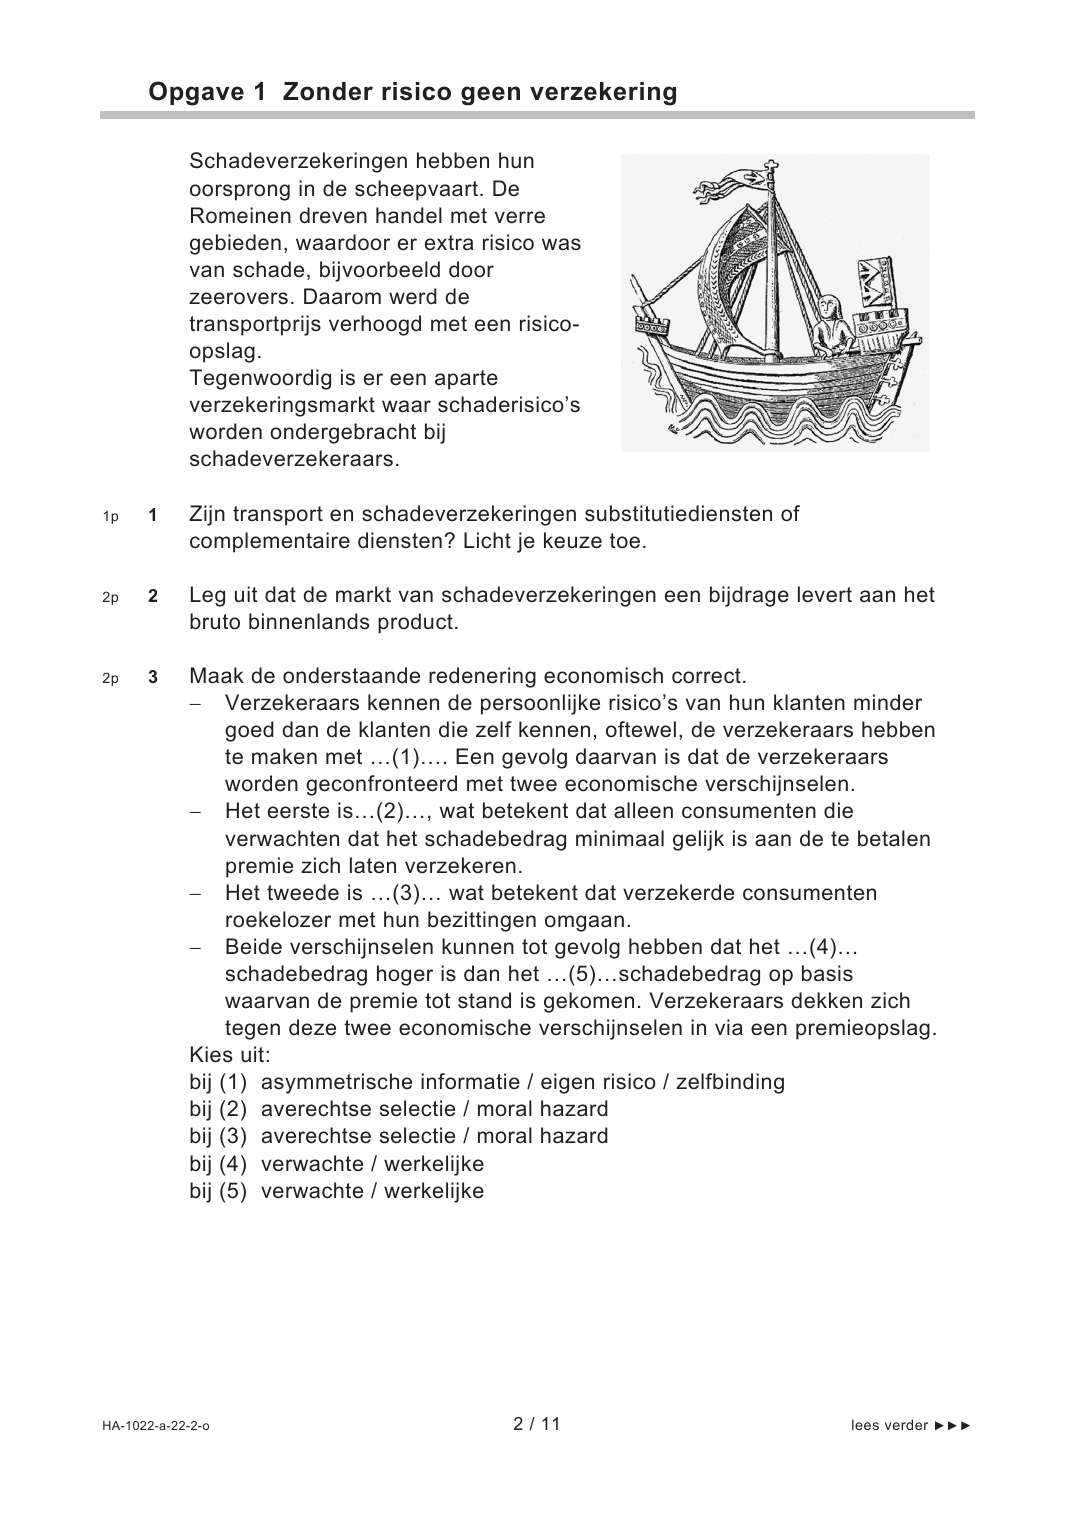 Opgave 1  Zonder risico geen verzekering
Schadeverzekeringen hebben hun
oorsprong in de scheepvaart. De
Romeinen dreven handel met verre
gebieden, waardoor er extra risico was
van schade, bijvoorbeeld door
zeerovers. Daarom werd de
transportprijs verhoogd met een risico-
opslag.
Tegenwoordig is er een aparte
verzekeringsmarkt waar schaderisico’s
worden ondergebracht bij
schadeverzekeraars.
1p 1 Zijn transport en schadeverzekeringen substitutiediensten of
complementaire diensten? Licht je keuze toe.
2p 2 Leg uit dat de markt van schadeverzekeringen een bijdrage levert aan het
bruto binnenlands product.
2p 3 Maak de onderstaande redenering economisch correct.
− Verzekeraars kennen de persoonlijke risico’s van hun klanten minder
goed dan de klanten die zelf kennen, oftewel, de verzekeraars hebben
te maken met …(1)…. Een gevolg daarvan is dat de verzekeraars
worden geconfronteerd met twee economische verschijnselen.
− Het eerste is…(2)…, wat betekent dat alleen consumenten die
verwachten dat het schadebedrag minimaal gelijk is aan de te betalen
premie zich laten verzekeren.
− Het tweede is …(3)… wat betekent dat verzekerde consumenten
roekelozer met hun bezittingen omgaan.
− Beide verschijnselen kunnen tot gevolg hebben dat het …(4)…
schadebedrag hoger is dan het …(5)…schadebedrag op basis
waarvan de premie tot stand is gekomen. Verzekeraars dekken zich
tegen deze twee economische verschijnselen in via een premieopslag.
Kies uit:
bij (1) asymmetrische informatie / eigen risico / zelfbinding
bij (2) averechtse selectie / moral hazard
bij (3) averechtse selectie / moral hazard
bij (4) verwachte / werkelijke
bij (5) verwachte / werkelijke
HA-1022-a-22-2-o 2 / 11 lees verder ►►►